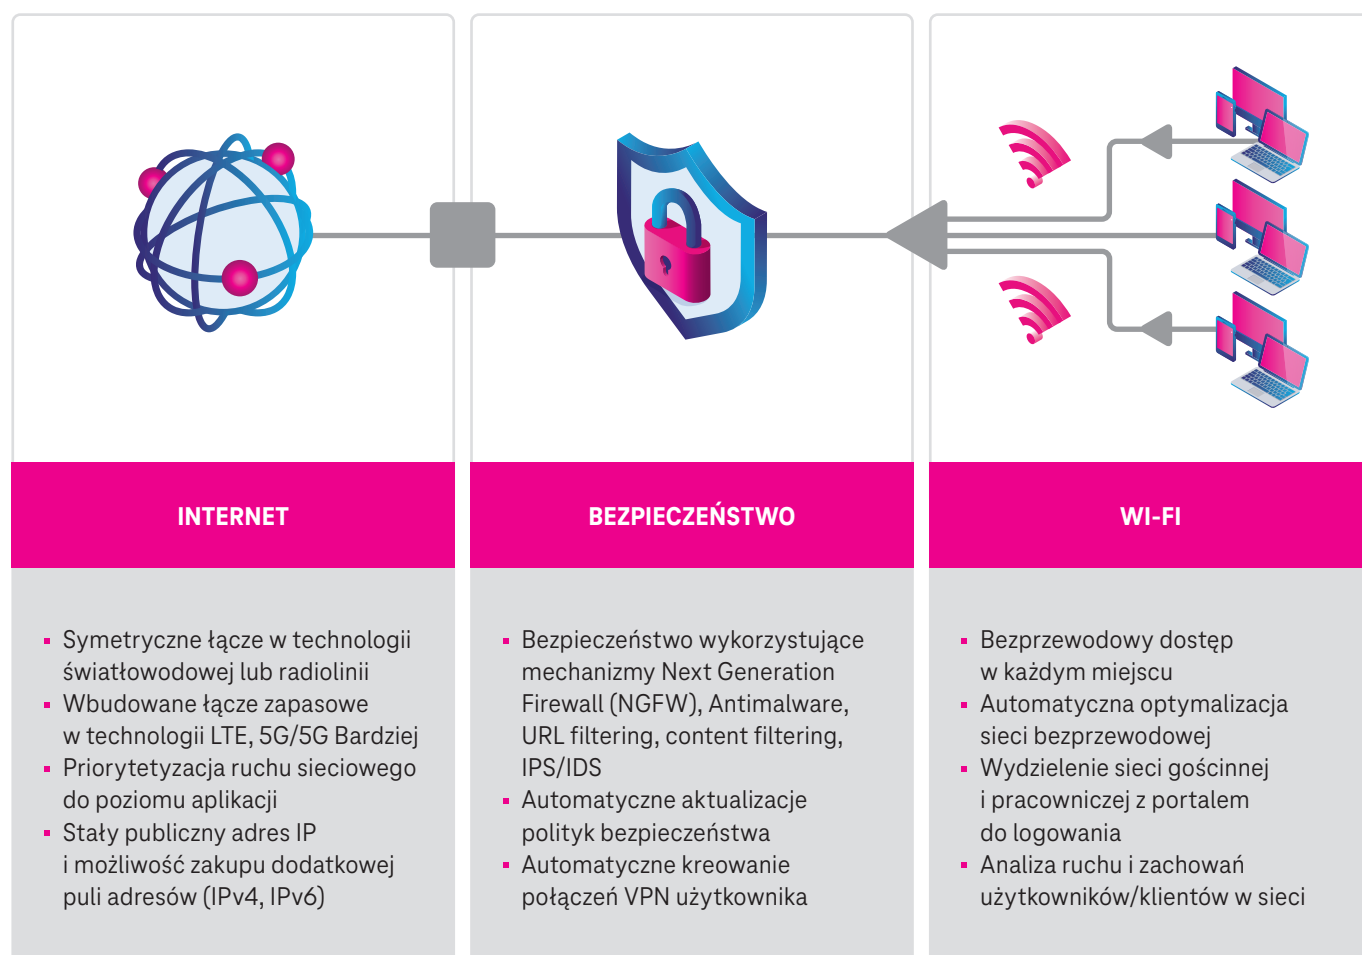 INTERNET
▪ Symetryczne łącze w technologii
światłowodowej lub radiolinii
▪ Wbudowane łącze zapasowe
w technologii LTE, 5G/5G Bardziej
▪ Priorytetyzacja ruchu sieciowego
do poziomu aplikacji
▪ Stały publiczny adres IP
i możliwość zakupu dodatkowej
puli adresów (IPv4, IPv6)
BEZPIECZEŃSTWO
▪ Bezpieczeństwo wykorzystujące
mechanizmy Next Generation
Firewall (NGFW), Antimalware,
URL filtering, content filtering,
IPS/IDS
▪ Automatyczne aktualizacje
polityk bezpieczeństwa
▪ Automatyczne kreowanie
połączeń VPN użytkownika
WI-FI
▪ Bezprzewodowy dostęp
w każdym miejscu
▪ Automatyczna optymalizacja
sieci bezprzewodowej
▪ Wydzielenie sieci gościnnej
i pracowniczej z portalem
do logowania
▪ Analiza ruchu i zachowań
użytkowników/klientów w sieci